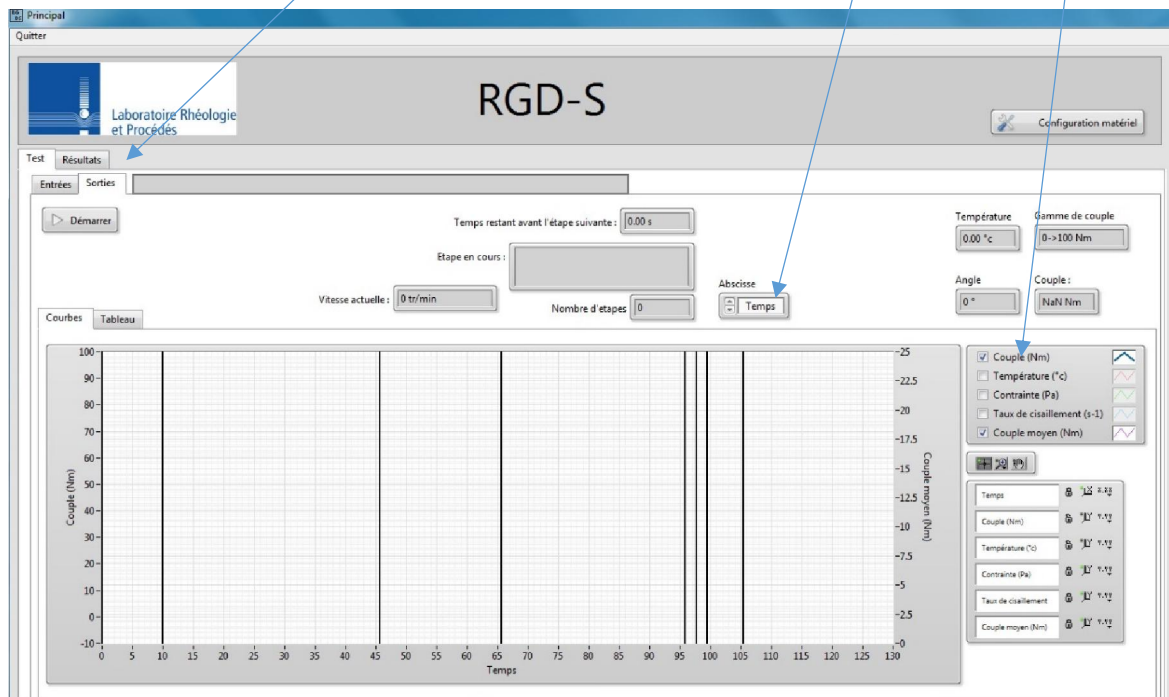 Principal
Quitter
Laboratoire Rhéologie
et Procédés
RGD-S
Configuration matériel
Test Résultats
Entrées Sorties
Démarrer
Temps restant avant l'étape suivante : 0.00 s
Etape en cours :
Vitesse actuelle : 0 tr/min
Nombre d'etapes 0
Abscisse
Temps
Température Gamme de couple
0.00 °c 0->100 Nm
Angle Couple :
0 ° NaN Nm
Courbes Tableau
100
90
80
70
60
50
40
30
20
10
0
-10
Couple (Nm)
25
22.5
20
17.5
15
12.5
10
7.5
5
2.5
0
Couple moyen (Nm)
0 5 10 15 20 25 30 35 40 45 50 55 60 65 70 75 80 85 90 95 100 105 110 115 120 125 130
Temps
Couple (Nm)
Température (°c)
Contrainte (Pa)
Taux de cisaillement (s-1)
Couple moyen (Nm)
Temps
Couple (Nm)
Température (°c)
Contrainte (Pa)
Taux de cisaillement
Couple moyen (Nm)